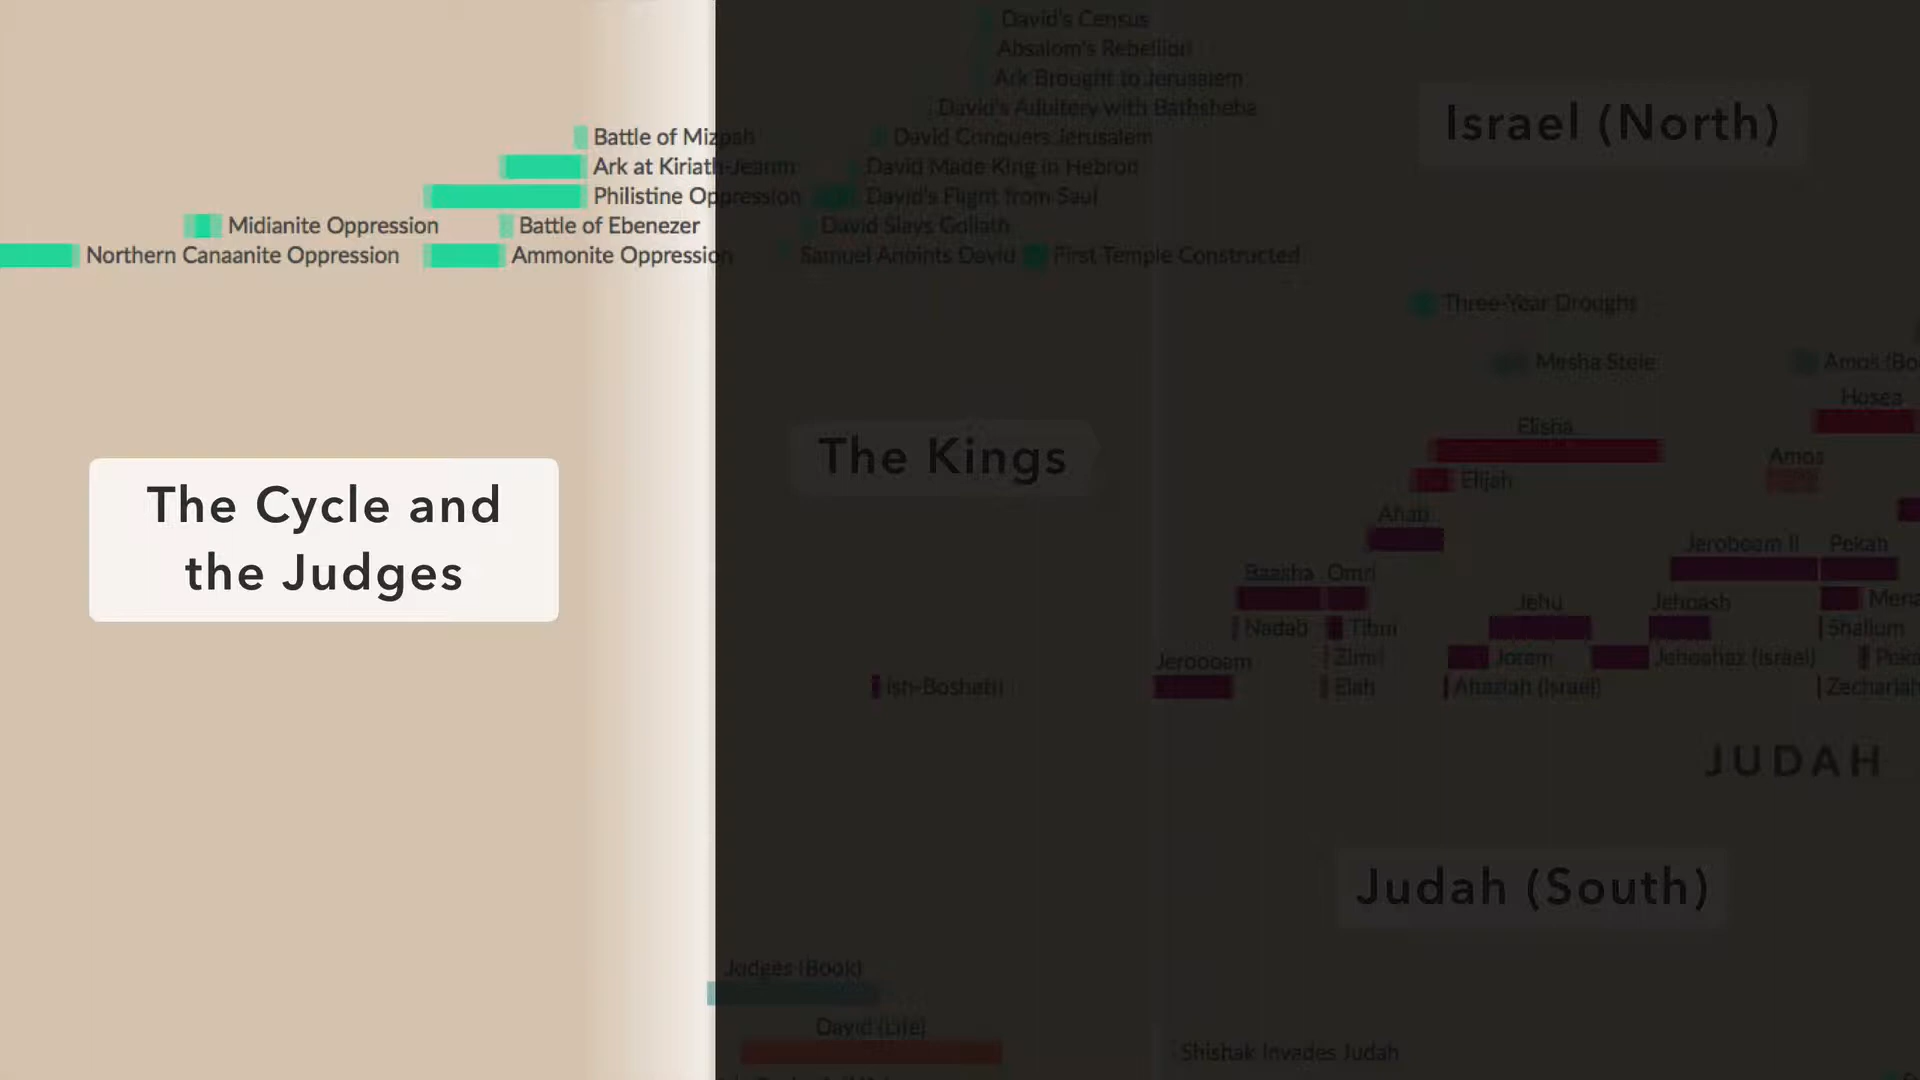 David's Census
Absalom's Rebellion
Ark Brought to Jerusalem
David's Adultery with Bathsheba
Israel (North)
Battle of Mizpah
David Conquers Jerusalem
Ark at Kiriath-Jearim
David Made King in Hebron
Philistine Oppression
David's Flight from Saul
Midianite Oppression
Battle of Ebenezer
David Slays Goliath
Northern Canaanite Oppression
Ammonite Oppression
Samuel Anoints David
First Temple Constructed
Three-Year Drought
Mesha Stele
Amos (Bo
Hosea
Elisha
The Kings
Amos
Elijah
The Cycle and
the Judges
Ahab
Jeroboam II
Pekah
Baasha
Omri
Jehu
Jehoash
Mena
Nadab
Tibni
Shallum
Jeroboam
Zimri
Joram
Jehoahaz (Israel)
Peka
Ish-Bosheth
Elah
Ahaziah (Israel)
Zechariah
JUDAH
Judah (South)
Judges (Book)
David (Life)
Shishak Invades Judah